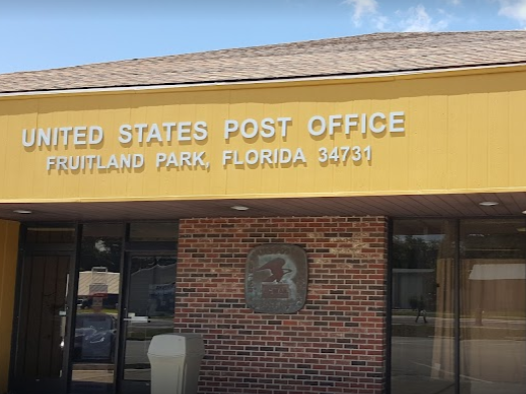 UNITED STATES POST OFFICE
FRUITLAND PARK, FLORIDA 34731